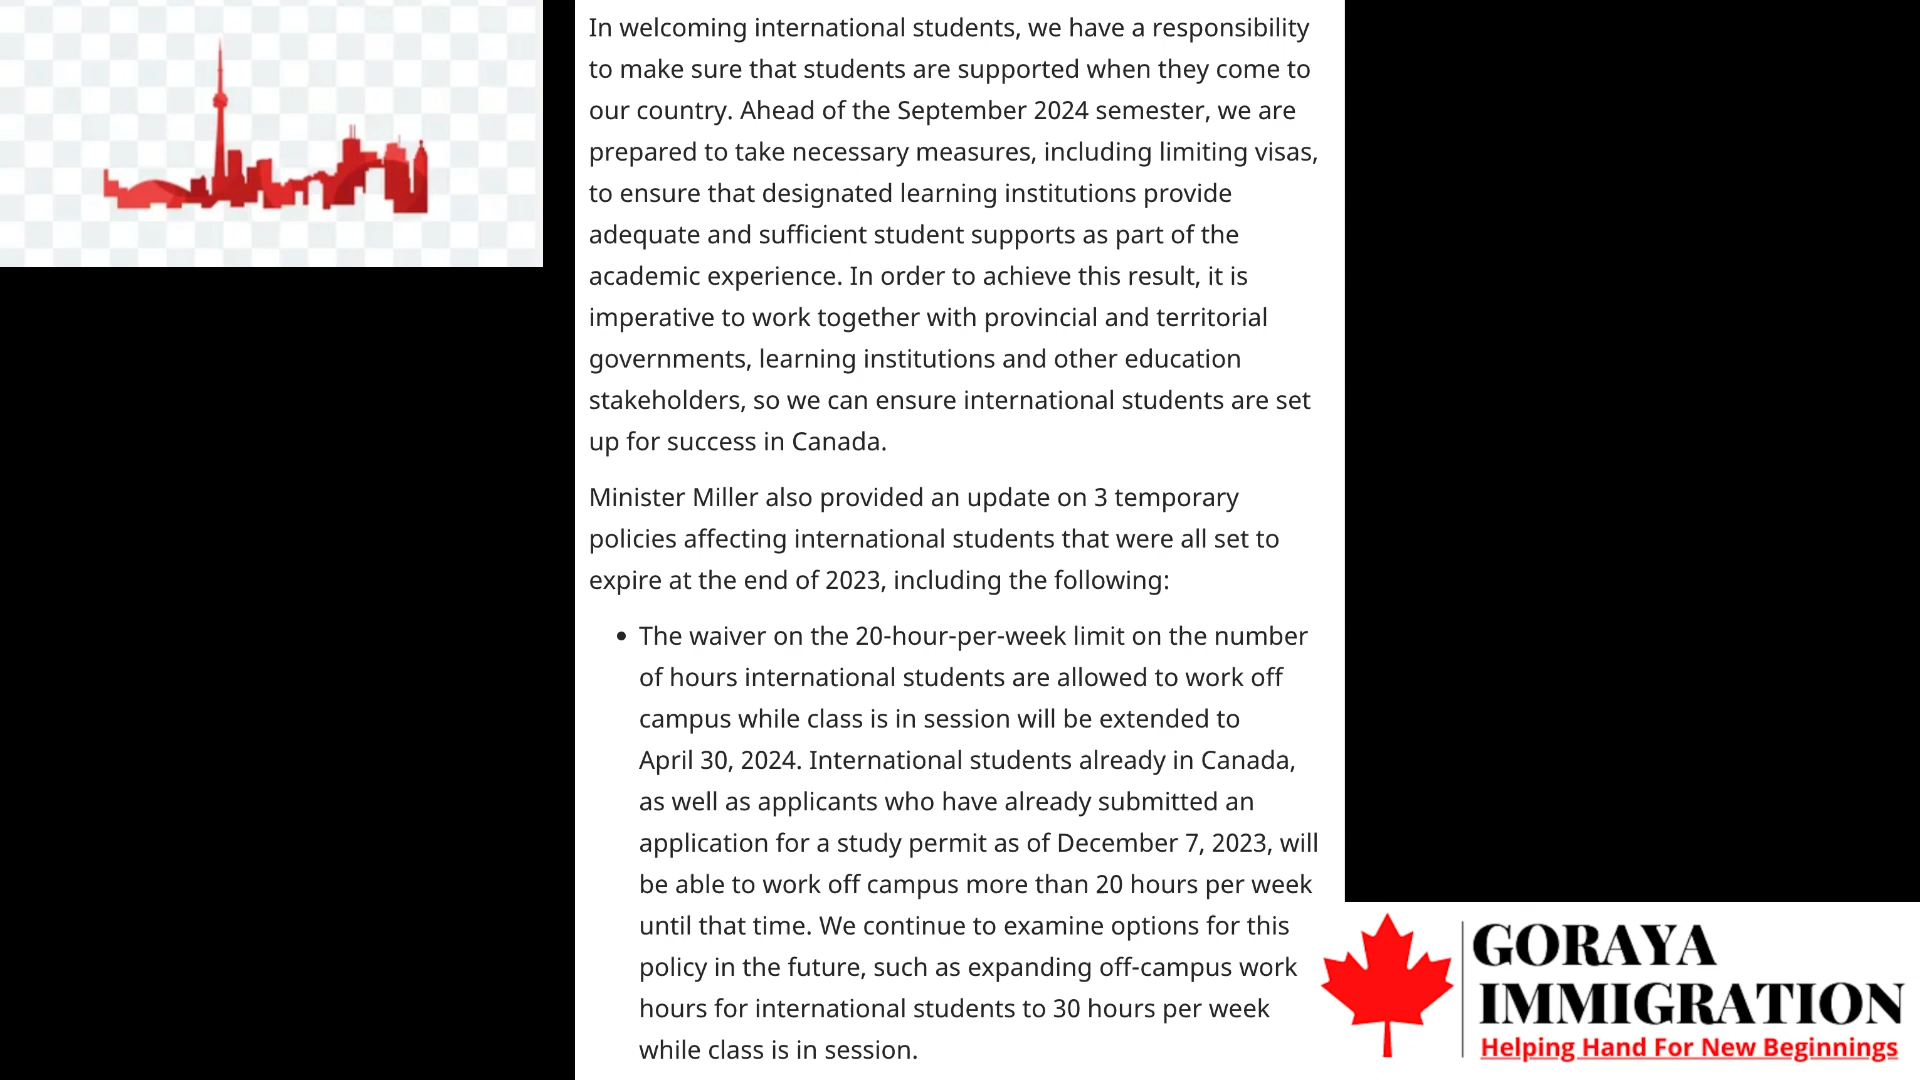 In welcoming international students, we have a responsibility
to make sure that students are supported when they come to
our country. Ahead of the September 2024 semester, we are
prepared to take necessary measures, including limiting visas,
to ensure that designated learning institutions provide
adequate and sufficient student supports as part of the
academic experience. In order to achieve this result, it is
imperative to work together with provincial and territorial
governments, learning institutions and other education
stakeholders, so we can ensure international students are set
up for success in Canada.
Minister Miller also provided an update on 3 temporary
policies affecting international students that were all set to
expire at the end of 2023, including the following:
• The waiver on the 20-hour-per-week limit on the number
of hours international students are allowed to work off
campus while class is in session will be extended to
April 30, 2024. International students already in Canada,
as well as applicants who have already submitted an
application for a study permit as of December 7, 2023, will
be able to work off campus more than 20 hours per week
until that time. We continue to examine options for this
policy in the future, such as expanding off-campus work
hours for international students to 30 hours per week
while class is in session.
GORAYA
IMMIGRATION
Helping Hand For New Beginnings